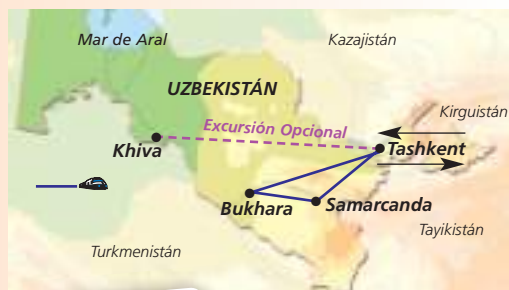 Mar de Aral
Kazajistán
UZBEKISTÁN
Kirguistán
Excursión Opcional
Khiva
Tashkent
Bukhara
Samarcanda
Tayikistán
Turkmenistán